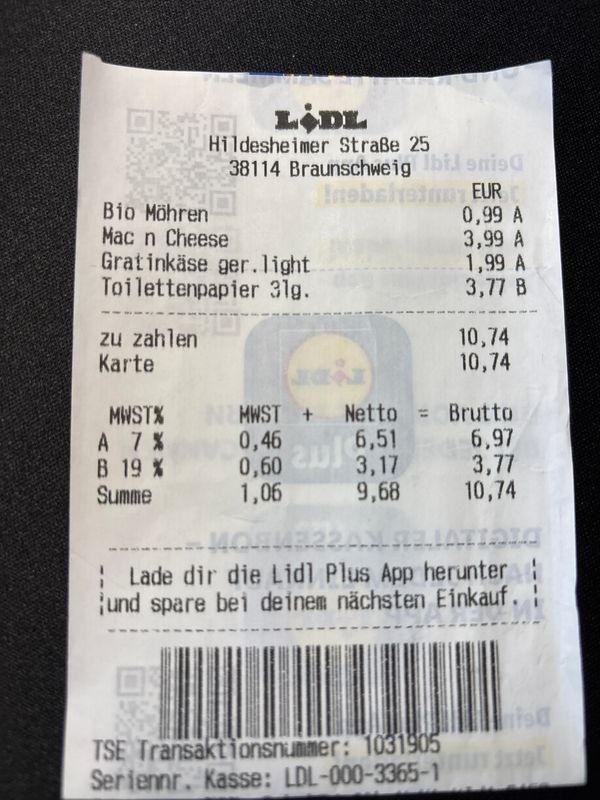 LiDL
Hildesheimer Straße 25
38114 Braunschweig
EUR
Bio Möhren 0,99 A
Mac n Cheese 3,99 A
Gratinkäse ger.light 1,99 A
Toilettenpapier 3lg. 3,77 B
zu zahlen 10,74
Karte 10,74
MWST% MWST + Netto = Brutto
A 7 % 0,46 6,51 6,97
B 19 % 0,60 3,17 3,77
Summe 1,06 9,68 10,74
Lade dir die Lidl Plus App herunter
und spare bei deinem nächsten Einkauf.
TSE Transaktionsnummer: 1031905
Seriennr. Kasse: LDL-000-3365-1